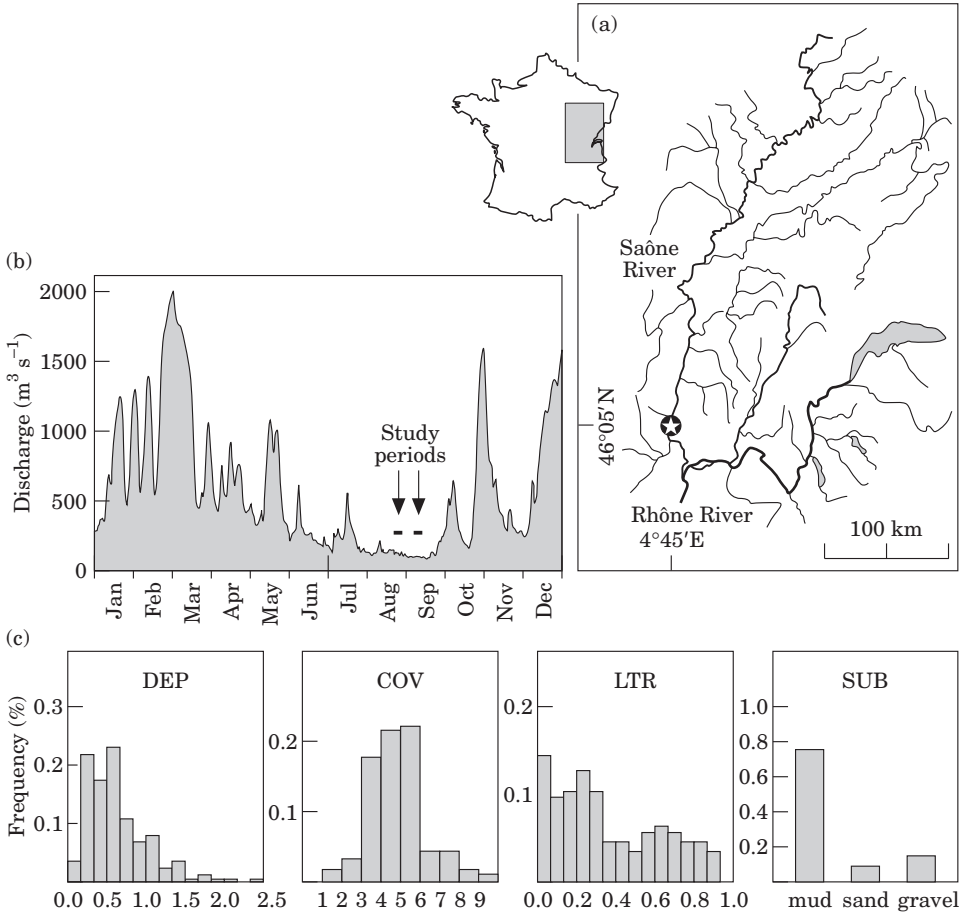 (a)
Saône
River
46°05′N
Rhône River
4°45′E
100 km
(b)
Discharge (m³ s⁻¹)
2000
1500
1000
500
0
Study
periods
Jan Feb Mar Apr May Jun Jul Aug Sep Oct Nov Dec
(c)
Frequency (%)
DEP
0.3
0.2
0.1
0.0 0.5 1.0 1.5 2.0 2.5
COV
0.2
0.1
1 2 3 4 5 6 7 8 9
LTR
0.2
0.1
0.0 0.2 0.4 0.6 0.8 1.0
SUB
1.0
0.8
0.6
0.4
0.2
mud sand gravel